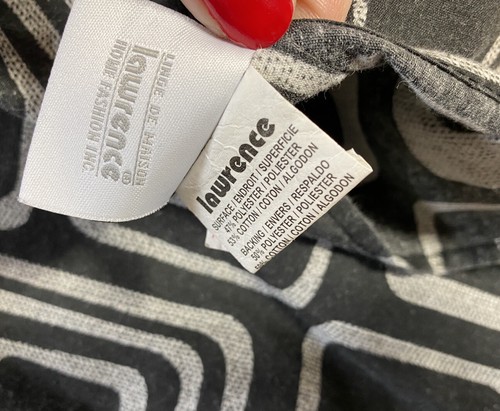 LINGE DE MAISON
lawrence®
HOME FASHION INC.
lawrence
SURFACE / ENDROIT / SUPERFICIE
47% POLYESTER / POLIESTER
53% COTON / COTTON / ALGODON
BACKING / ENVERS / RESPALDO
50% POLYESTER / POLIESTER
COTON / COTTON / ALGODON